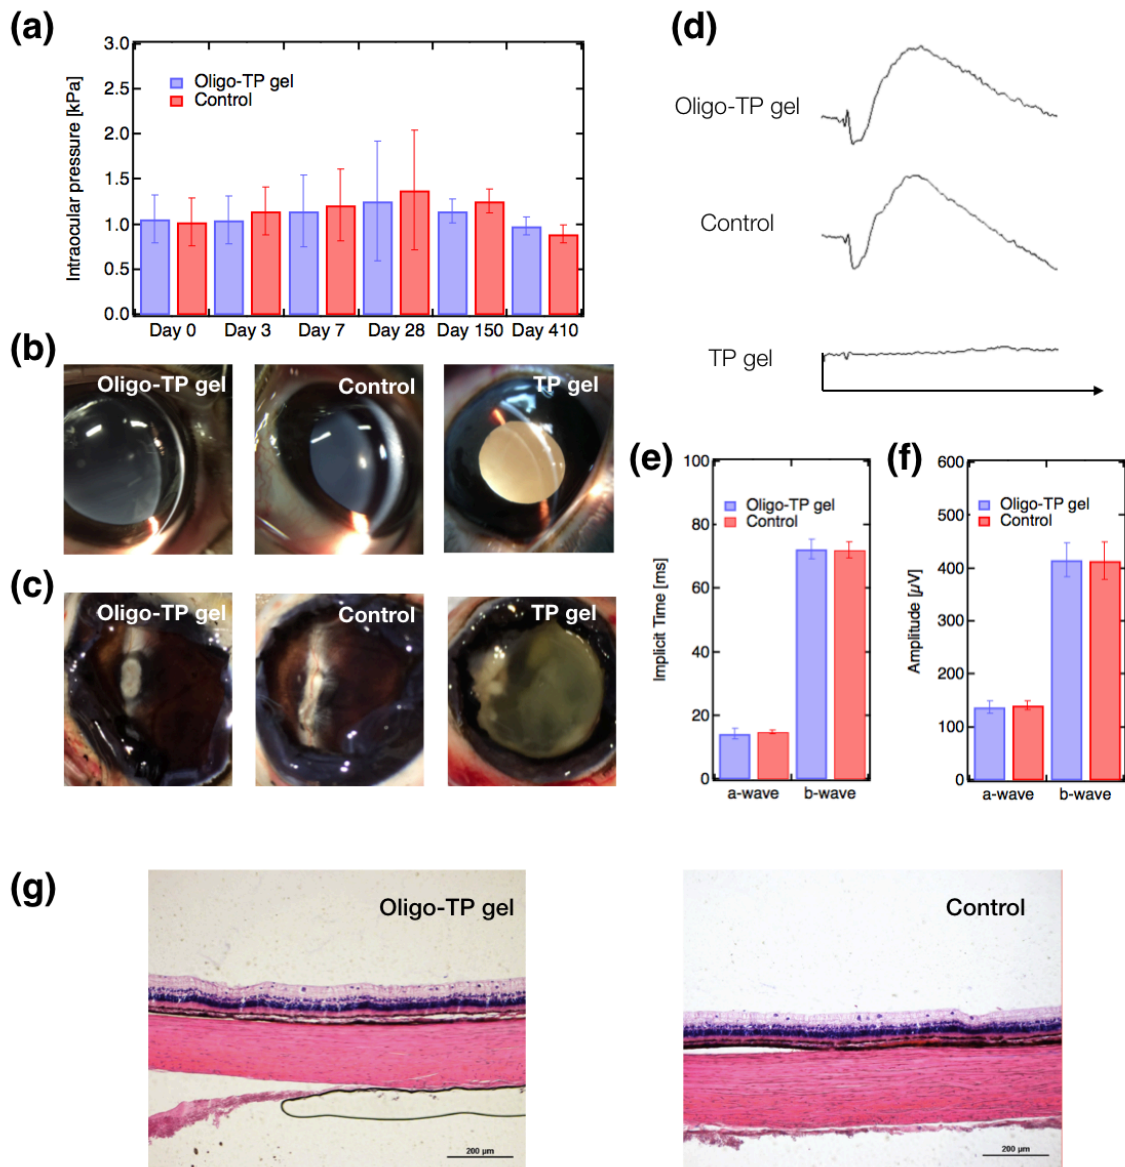 (a)
3.0
2.5
2.0
1.5
1.0
0.5
0.0
Intraocular pressure [kPa]
Oligo-TP gel
Control
Day 0 Day 3 Day 7 Day 28 Day 150 Day 410
(b)
Oligo-TP gel Control TP gel
(c)
Oligo-TP gel Control TP gel
(d)
Oligo-TP gel
Control
TP gel
(e)
100
80
60
40
20
0
Implicit Time [ms]
Oligo-TP gel
Control
a-wave b-wave
(f)
600
500
400
300
200
100
0
Amplitude [µV]
Oligo-TP gel
Control
a-wave b-wave
(g)
Oligo-TP gel
200 µm
Control
200 µm